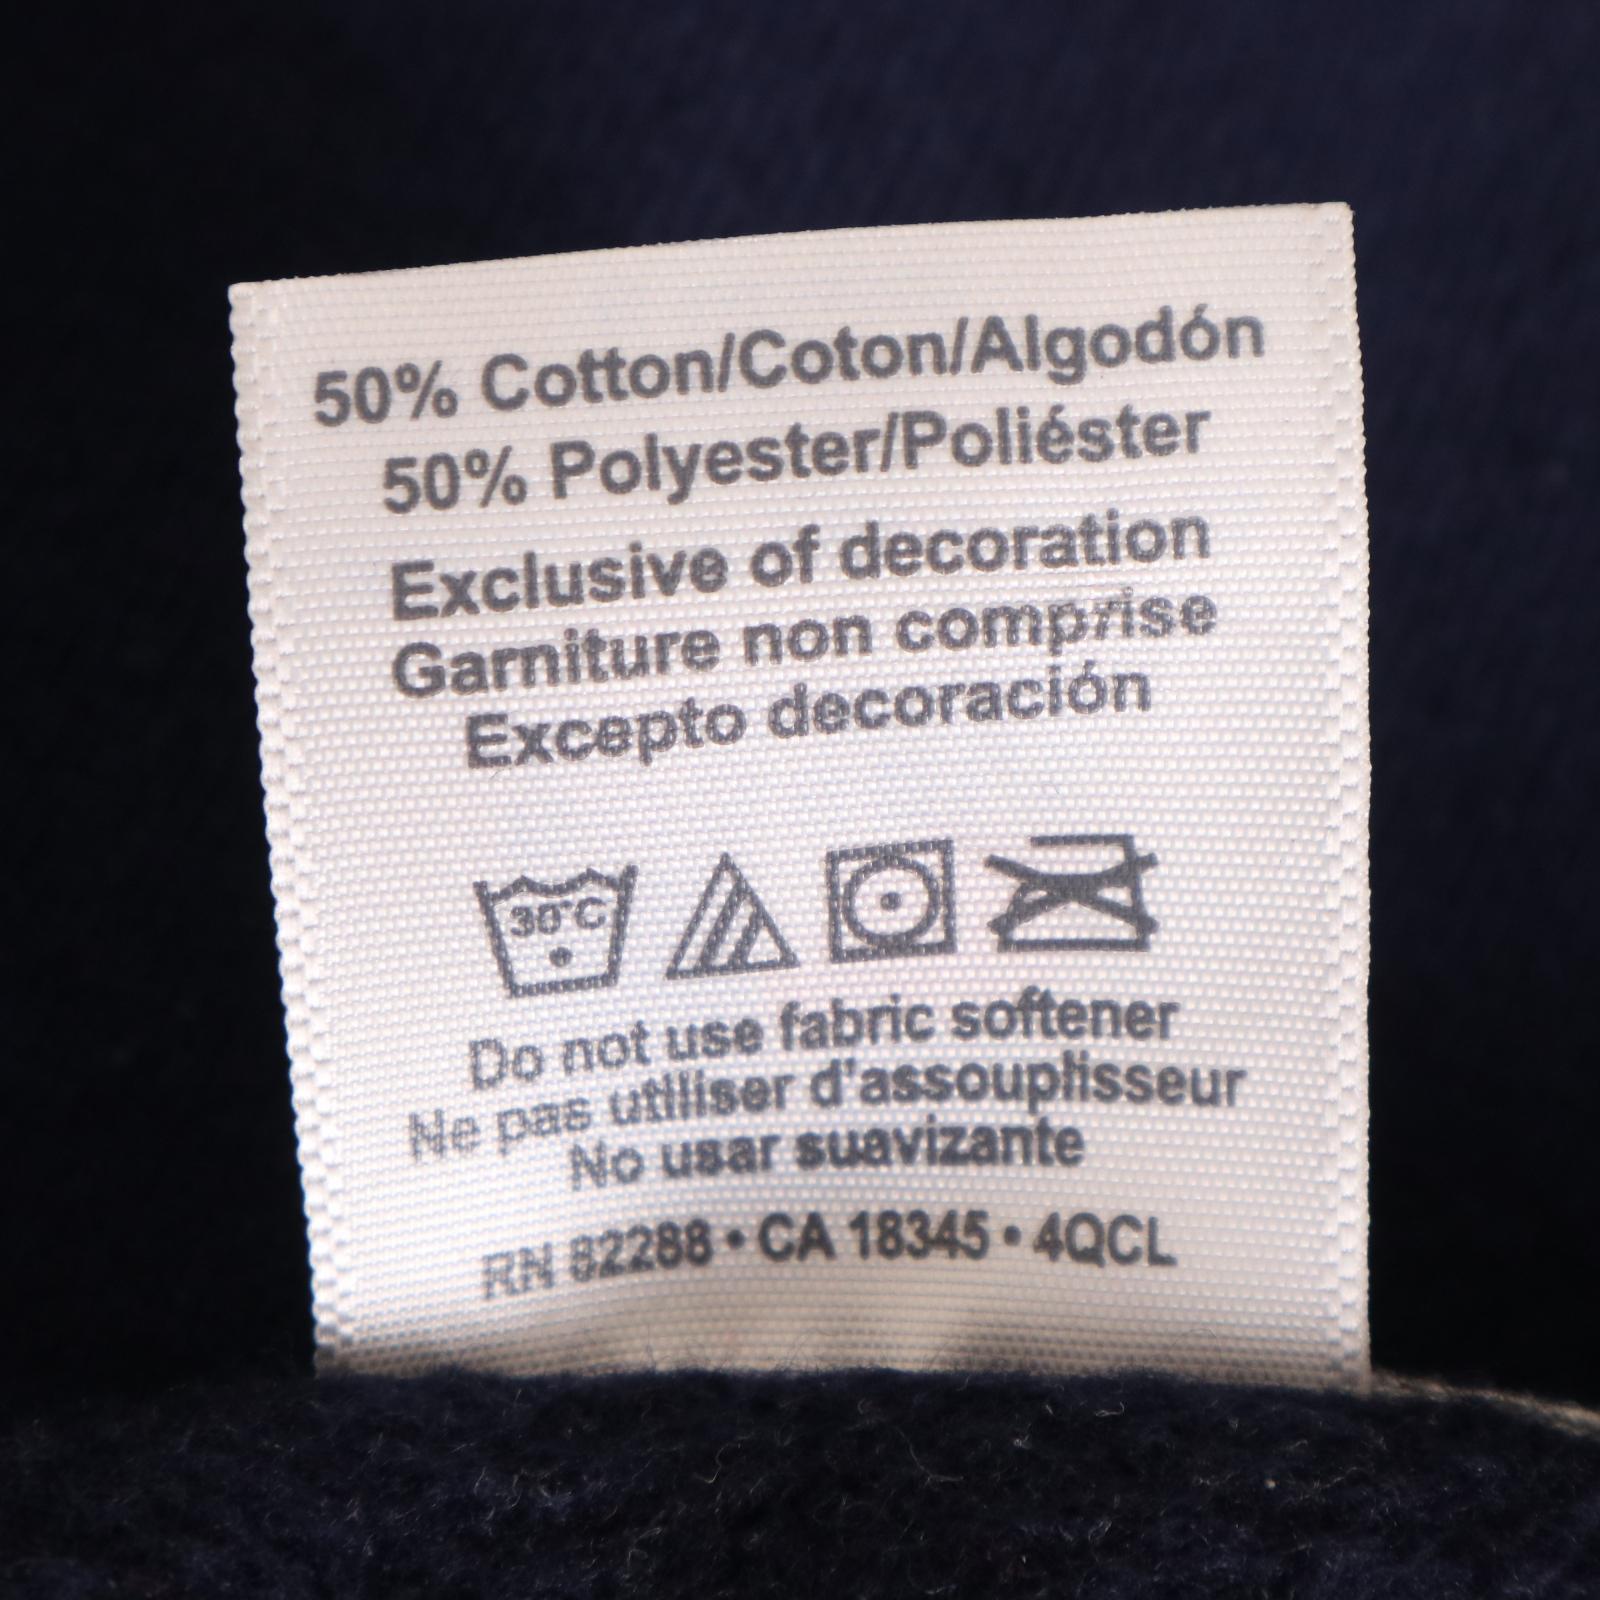 50% Cotton/Coton/Algodón
50% Polyester/Poliéster
Exclusive of decoration
Garniture non comprise
Excepto decoración
30°C
Do not use fabric softener
Ne pas utiliser d'assouplisseur
No usar suavizante
RN 82288 • CA 18345 • 4QCL